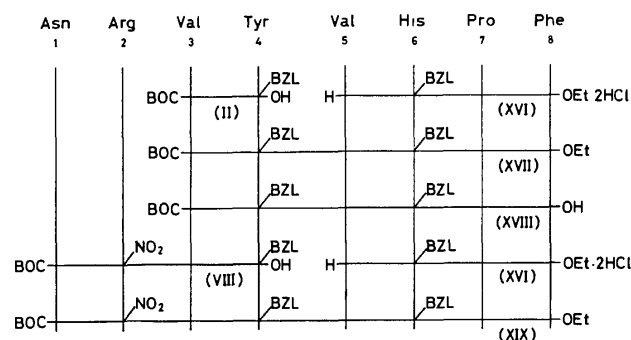 Asn Arg Val Tyr Val His Pro Phe
1 2 3 4 5 6 7 8
BZL BZL
BOC OH H OEt 2HCl
(II) (XVI)
BZL BZL
BOC OEt
(XVII)
BZL BZL
BOC OH
(XVIII)
NO2 BZL BZL
BOC OH H OEt·2HCl
(VIII) (XVI)
NO2 BZL BZL
BOC OEt
(XIX)